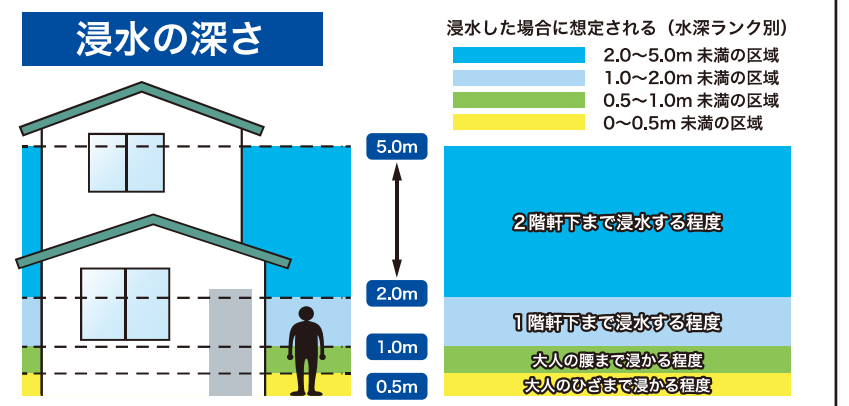 浸水の深さ
浸水した場合に想定される（水深ランク別）
2.0〜5.0m 未満の区域
1.0〜2.0m 未満の区域
0.5〜1.0m 未満の区域
0〜0.5m 未満の区域
5.0m
2階軒下まで浸水する程度
2.0m
1階軒下まで浸水する程度
1.0m
大人の腰まで浸かる程度
0.5m
大人のひざまで浸かる程度